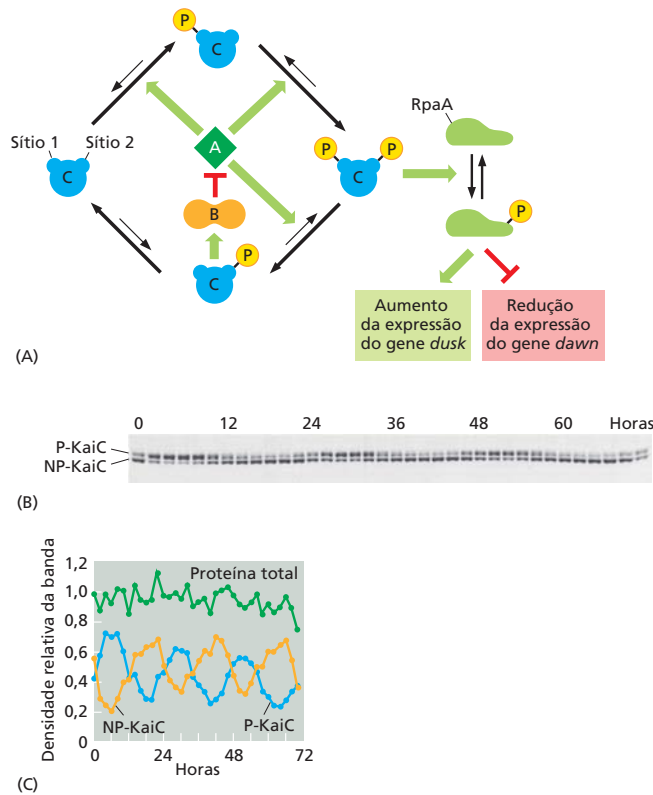 P
C
Sítio 1
Sítio 2
C
A
P
P
C
B
P
C
RpaA
P
Aumento
da expressão
do gene dusk
Redução
da expressão
do gene dawn
(A)
0 12 24 36 48 60 Horas
P-KaiC
NP-KaiC
(B)
Densidade relativa da banda
1,2
1,0
0,8
0,6
0,4
0,2
0
Proteína total
NP-KaiC
P-KaiC
0 24 48 72
Horas
(C)